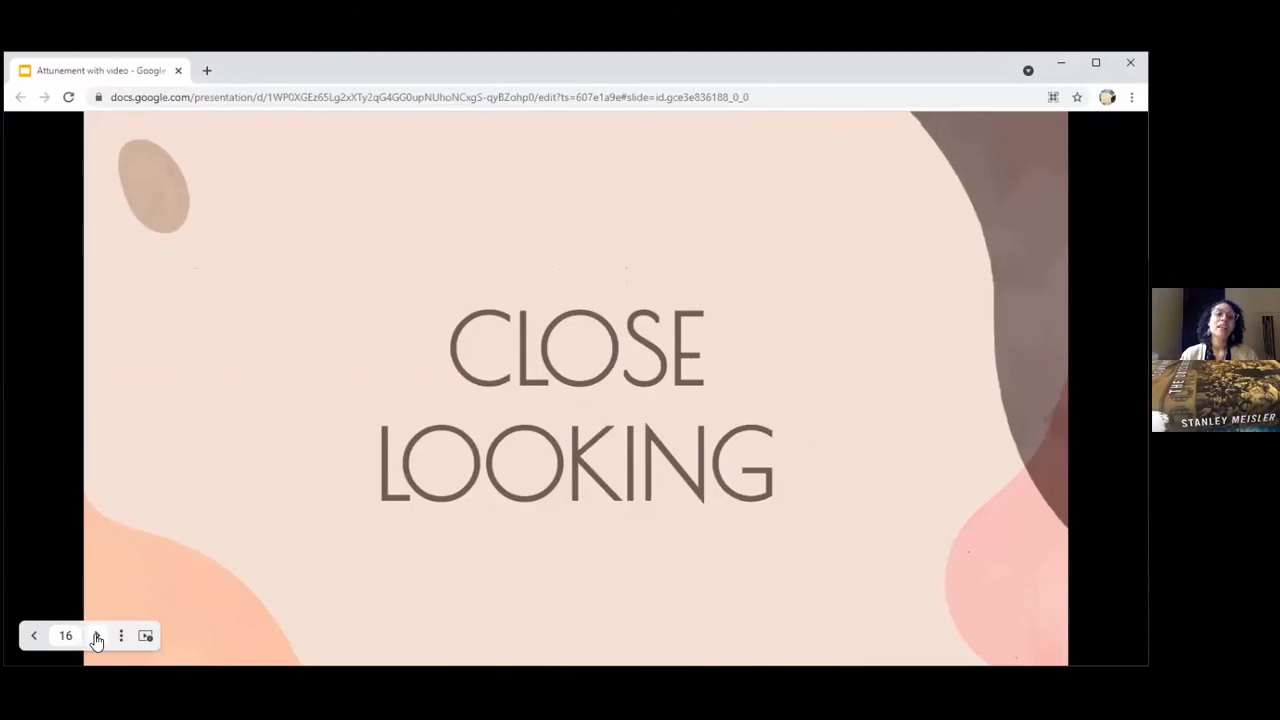 Attunement with video - Google
docs.google.com/presentation/d/1WP0XGEz65Lg2xXTy2qG4GG0upNUhoNCxgS-qyBZohp0/edit?ts=607e1a9e#slide=id.gce3e836188_0_0
CLOSE
LOOKING
STANLEY MEISLER
16